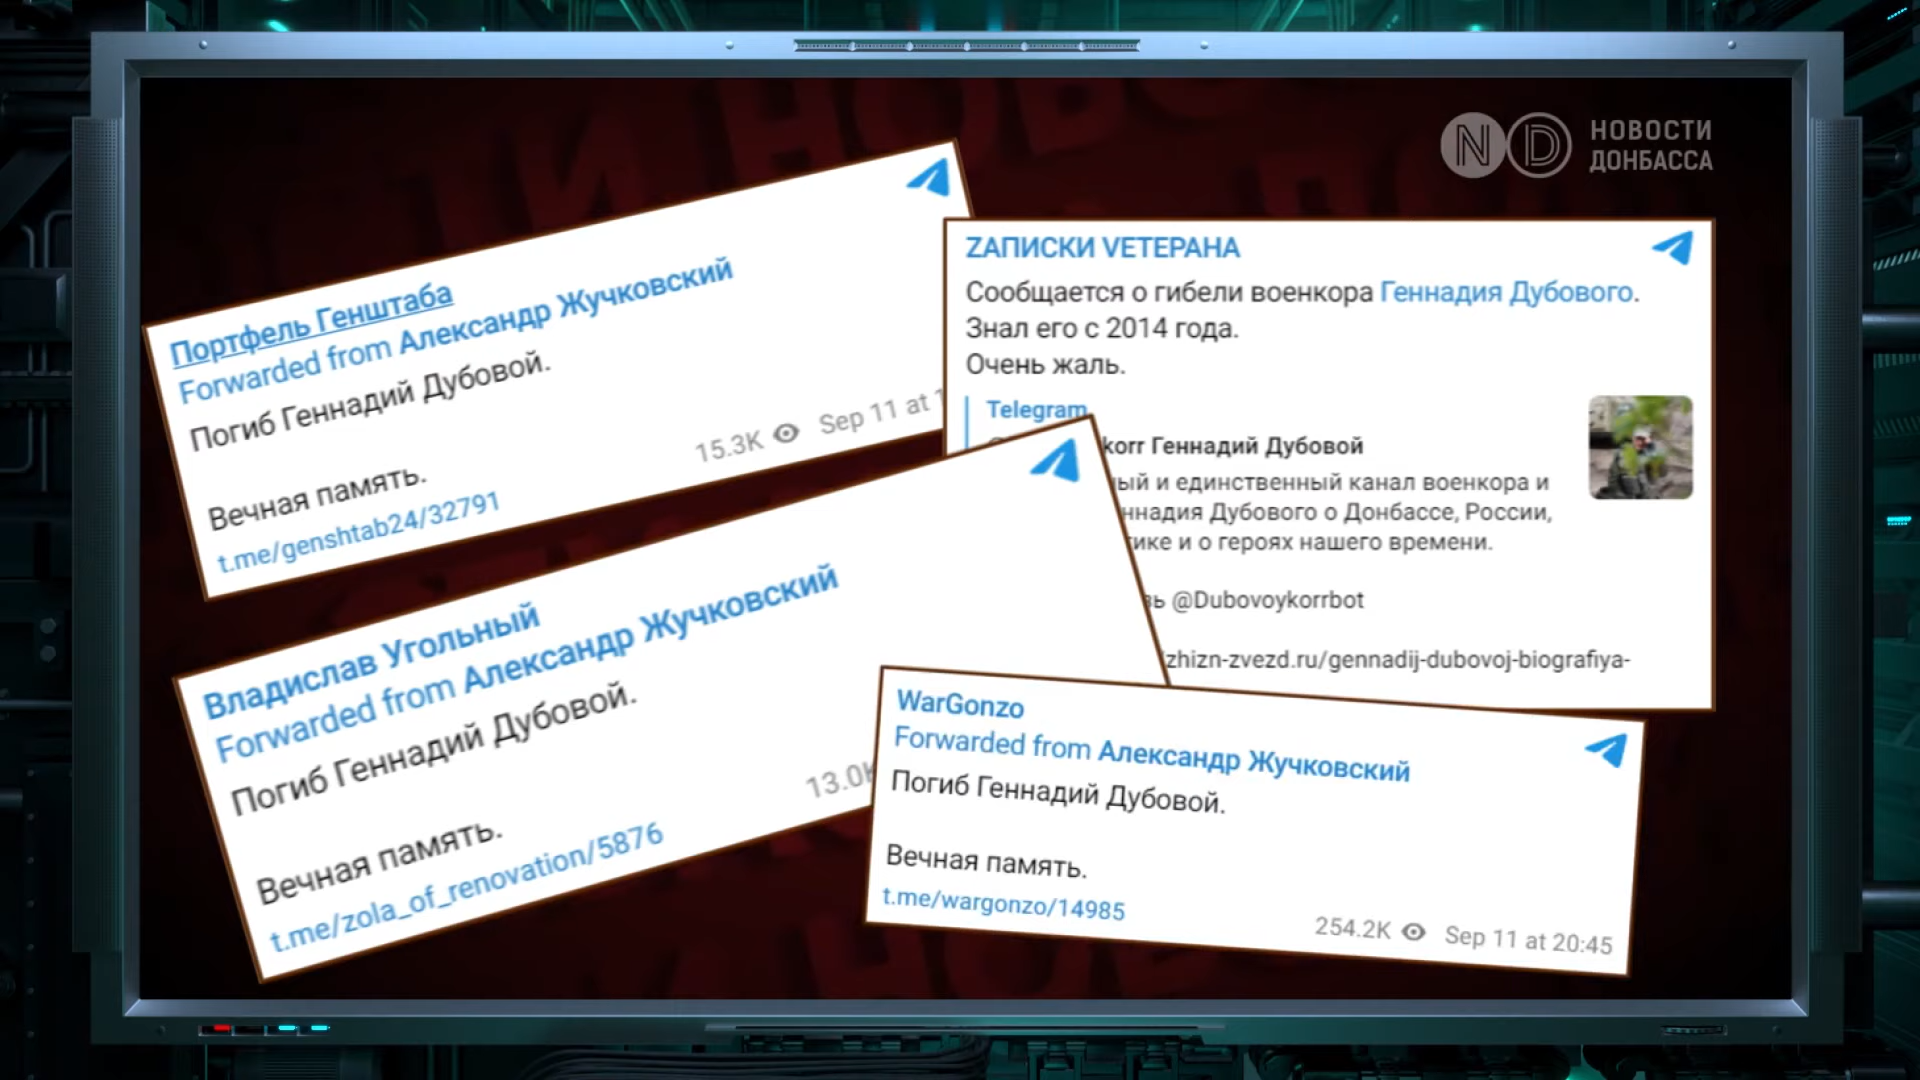 НОВОСТИ
ДОНБАССА
Портфель Генштаба
Forwarded from Александр Жучковский
Погиб Геннадий Дубовой.
Вечная память.
t.me/genshtab24/32791
15.3K Sep 11 at
ZАПИСКИ VЕТЕРАНА
Сообщается о гибели военкора Геннадия Дубового.
Знал его с 2014 года.
Очень жаль.
Telegram
korr Геннадий Дубовой
ый и единственный канал военкора и
ннадия Дубового о Донбассе, России,
ике и о героях нашего времени.
ь @Dubovoykorrbot
zhizn-zvezd.ru/gennadij-dubovoj-biografiya-
Владислав Угольный
Forwarded from Александр Жучковский
Погиб Геннадий Дубовой.
Вечная память.
t.me/zola_of_renovation/5876
13.0K
WarGonzo
Forwarded from Александр Жучковский
Погиб Геннадий Дубовой.
Вечная память.
t.me/wargonzo/14985
254.2K Sep 11 at 20:45